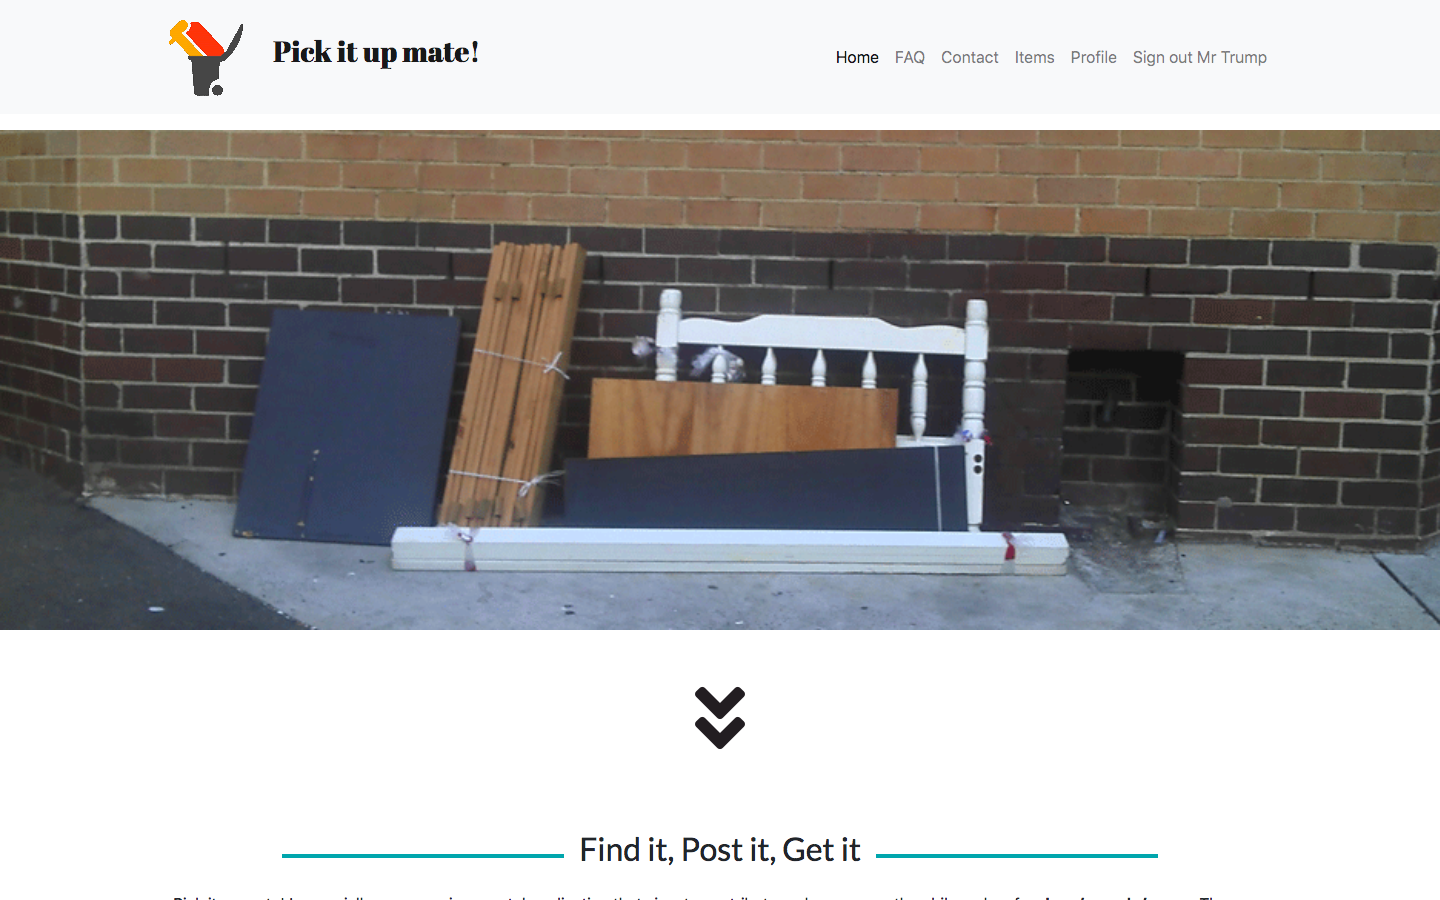 Pick it up mate!
Home FAQ Contact Items Profile Sign out Mr Trump
Find it, Post it, Get it